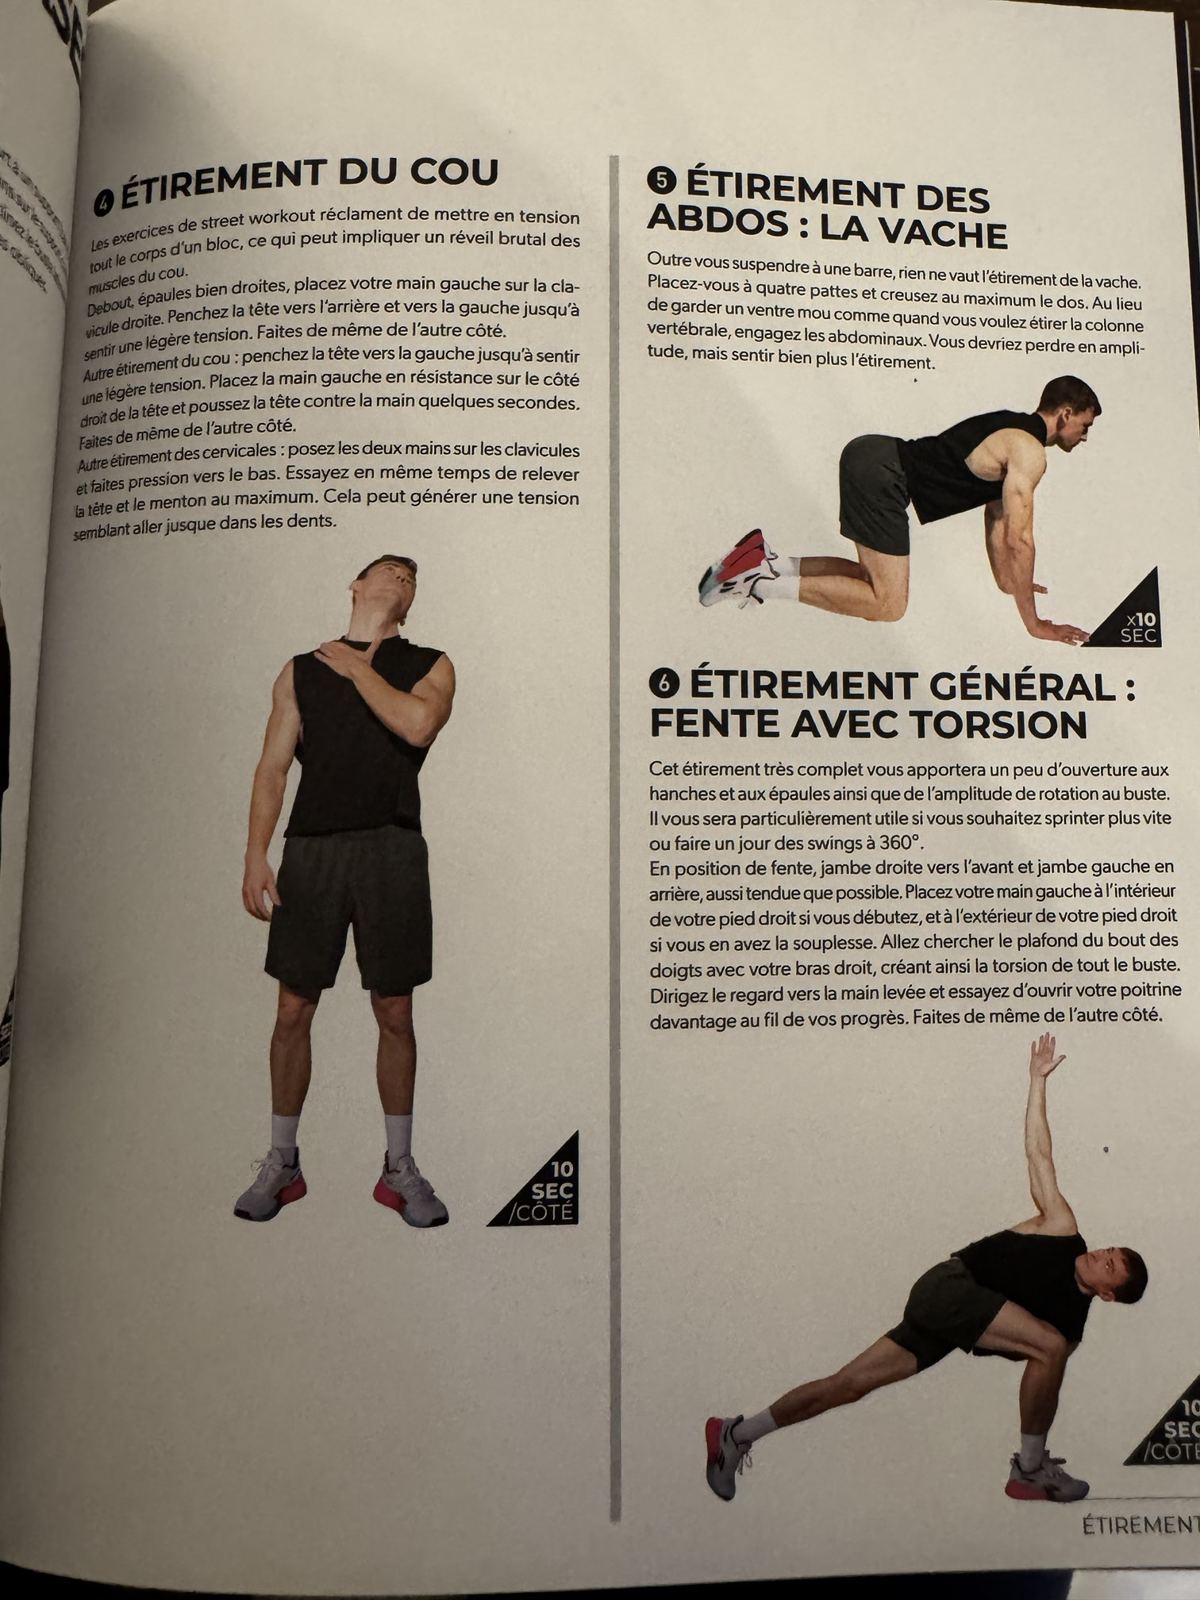 SE
4 ÉTIREMENT DU COU
Les exercices de street workout réclament de mettre en tension
tout le corps d'un bloc, ce qui peut impliquer un réveil brutal des
muscles du cou.
Debout, épaules bien droites, placez votre main gauche sur la cla-
vicule droite. Penchez la tête vers l'arrière et vers la gauche jusqu'à
sentir une légère tension. Faites de même de l'autre côté.
Autre étirement du cou : penchez la tête vers la gauche jusqu'à sentir
une légère tension. Placez la main gauche en résistance sur le côté
droit de la tête et poussez la tête contre la main quelques secondes.
Faites de même de l'autre côté.
Autre étirement des cervicales : posez les deux mains sur les clavicules
et faites pression vers le bas. Essayez en même temps de relever
la tête et le menton au maximum. Cela peut générer une tension
semblant aller jusque dans les dents.
10
SEC
/CÔTÉ
5 ÉTIREMENT DES
ABDOS : LA VACHE
Outre vous suspendre à une barre, rien ne vaut l'étirement de la vache.
Placez-vous à quatre pattes et creusez au maximum le dos. Au lieu
de garder un ventre mou comme quand vous voulez étirer la colonne
vertébrale, engagez les abdominaux. Vous devriez perdre en ampli-
tude, mais sentir bien plus l'étirement.
x10
SEC
6 ÉTIREMENT GÉNÉRAL :
FENTE AVEC TORSION
Cet étirement très complet vous apportera un peu d'ouverture aux
hanches et aux épaules ainsi que de l'amplitude de rotation au buste.
Il vous sera particulièrement utile si vous souhaitez sprinter plus vite
ou faire un jour des swings à 360°.
En position de fente, jambe droite vers l'avant et jambe gauche en
arrière, aussi tendue que possible. Placez votre main gauche à l'intérieur
de votre pied droit si vous débutez, et à l'extérieur de votre pied droit
si vous en avez la souplesse. Allez chercher le plafond du bout des
doigts avec votre bras droit, créant ainsi la torsion de tout le buste.
Dirigez le regard vers la main levée et essayez d'ouvrir votre poitrine
davantage au fil de vos progrès. Faites de même de l'autre côté.
10
SEC
/CÔTÉ
ÉTIREMENT